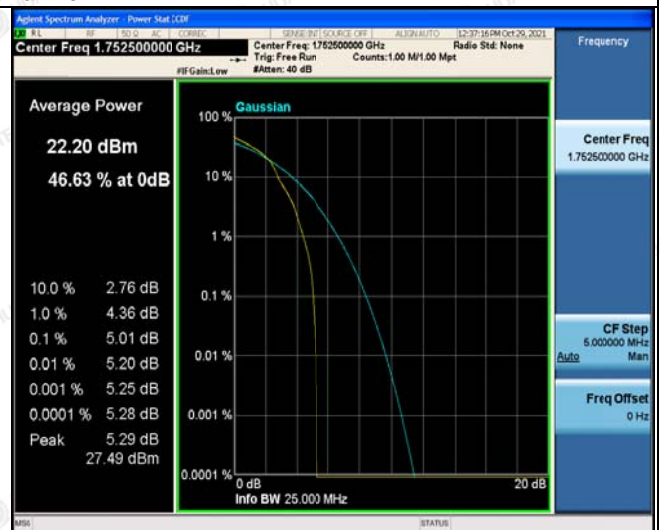 Agilent Spectrum Analyzer - Power Stat CCDF
RL RF 50 Ω AC CORREC SENSE:INT SOURCE OFF ALIGN AUTO 12:37:16 PM Oct 29, 2021
Center Freq 1.752500000 GHz
Center Freq: 1.752500000 GHz Radio Std: None
Trig: Free Run Counts:1.00 M/1.00 Mpt
#IFGain:Low #Atten: 40 dB
Frequency
Average Power
22.20 dBm
46.63 % at 0dB
10.0 % 2.76 dB
1.0 % 4.36 dB
0.1 % 5.01 dB
0.01 % 5.20 dB
0.001 % 5.25 dB
0.0001 % 5.28 dB
Peak 5.29 dB
27.49 dBm
Gaussian
100 %
10 %
1 %
0.1 %
0.01 %
0.001 %
0.0001 %
0 dB 20 dB
Info BW 25.000 MHz
Center Freq
1.752500000 GHz
CF Step
5.000000 MHz
Auto Man
Freq Offset
0 Hz
MSG STATUS